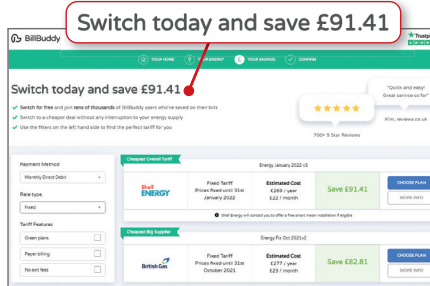 Switch today and save £91.41
BillBuddy
Trustp
YOUR HOME
YOUR ENERGY
YOUR SAVINGS
CONFIRM
Switch today and save £91.41
Switch for free and join tens of thousands of BillBuddy users who've saved on their bills
Switch to a cheaper deal without any interruption to your energy supply
Use the filters on the left hand side to find the perfect tariff for you
700+ 5 Star Reviews
"Quick and easy!
Great service so far"
Kim, reviews.co.uk
Payment Method
Monthly Direct Debit
Rate type
Fixed
Tariff Features
Green plans
Paper billing
No exit fees
Cheapest Overall Tariff
Energy January 2022 v3
Shell
ENERGY
Fixed Tariff
Prices fixed until 31st
January 2022
Estimated Cost
£269 / year
£22 / month
Save £91.41
CHOOSE PLAN
MORE INFO
Shell Energy will contact you to offer a free smart meter installation if eligible
Cheapest Big Supplier
Energy Fix Oct 2021v2
British Gas
Fixed Tariff
Prices fixed until 31st
October 2021
Estimated Cost
£277 / year
£23 / month
Save £82.81
CHOOSE PLAN
MORE INFO